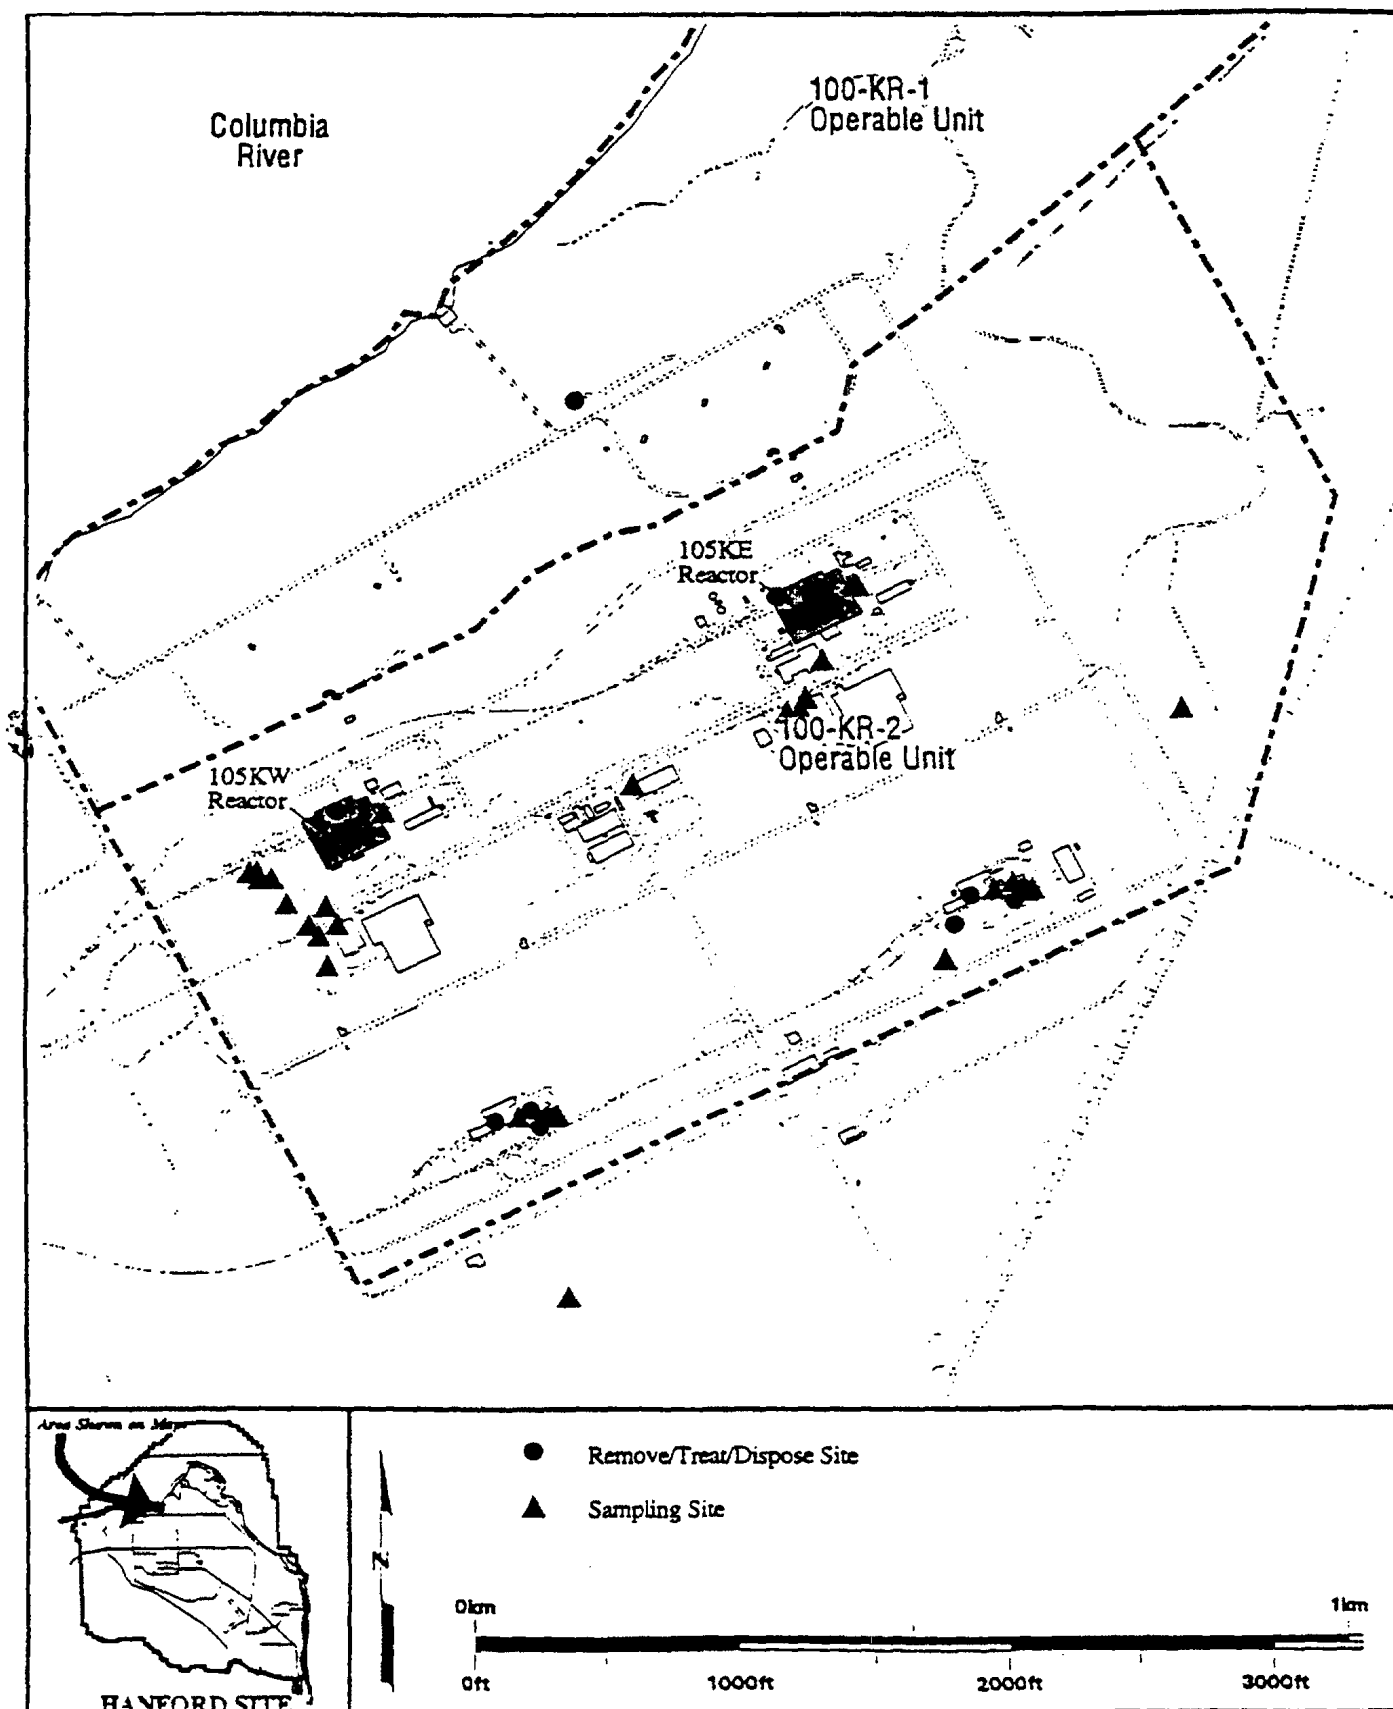 100-KR-1
Operable Unit
Columbia
River
105KE
Reactor
100-KR-2
Operable Unit
105KW
Reactor
Area Shown on Map
Remove/Treat/Dispose Site
Sampling Site
N
0km
1km
0ft
1000ft
2000ft
3000ft
HANFORD SITE